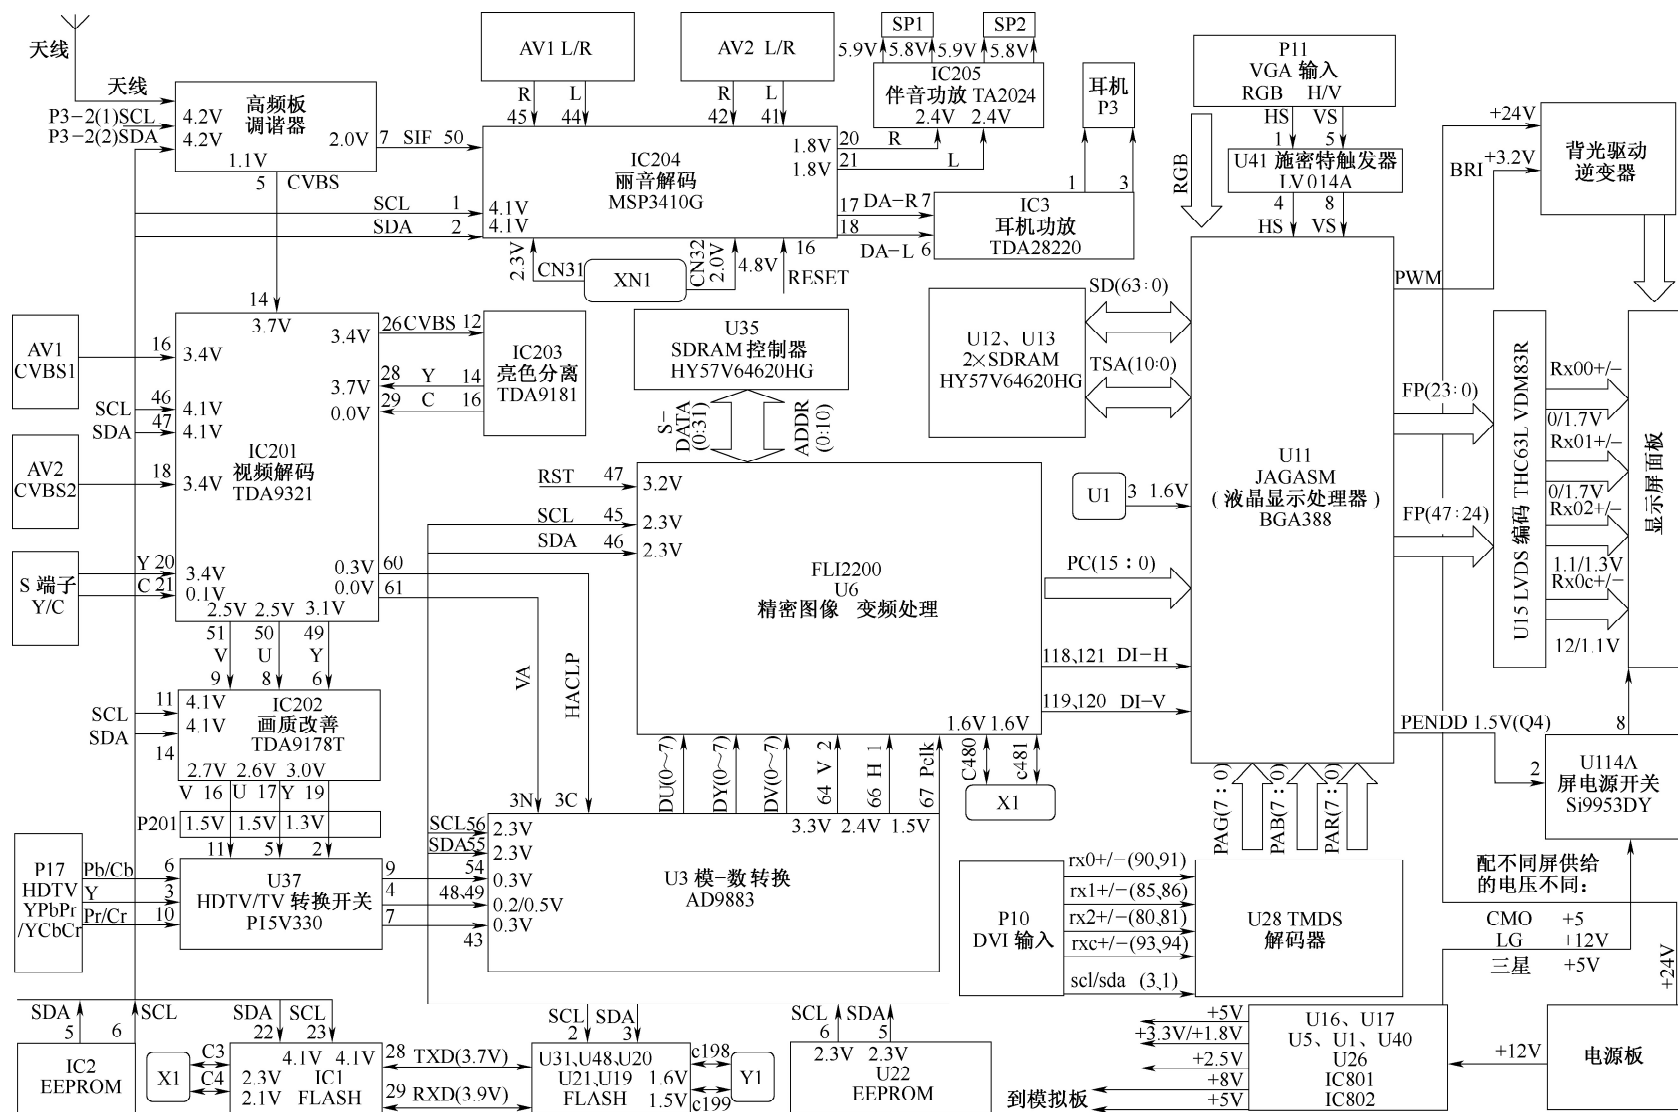 天线
天线
P3-2(1)SCL
P3-2(2)SDA
4.2V
4.2V
高频板
调谐器
2.0V
1.1V
7 SIF 50
5 CVBS
AV1 L/R
R L
45 44
AV2 L/R
R L
42 41
IC204
丽音解码
MSP3410G
1.8V
1.8V
20 R
21 L
SCL 1
SDA 2
4.1V
4.1V
17 DA-R 7
18
DA-L 6
2.3V
CN31
XN1
CN32
2.0V
4.8V
16
RESET
SP1
SP2
5.9V 5.8V 5.9V 5.8V
IC205
伴音功放 TA2024
2.4V 2.4V
耳机
P3
1 3
IC3
耳机功放
TDA28220
P11
VGA 输入
RGB H/V
HS VS
1 5
U41 施密特触发器
LV014A
4 8
HS VS
RGB
+24V
BRI
+3.2V
背光驱动
逆变器
PWM
14
3.7V
3.4V
AV1
CVBS1
16
3.4V
SCL 46
SDA 47
4.1V
4.1V
AV2
CVBS2
18
3.4V
IC201
视频解码
TDA9321
S 端子
Y/C
Y 20
C 21
3.4V
0.1V
2.5V 2.5V 3.1V
0.3V
0.0V
60
61
26 CVBS 12
3.7V
0.0V
28 Y 14
29 C 16
IC203
亮色分离
TDA9181
51 50 49
V U Y
9 8 6
IC202
画质改善
TDA9178T
11
SCL
SDA
14
4.1V
4.1V
2.7V 2.6V 3.0V
V 16 U 17 Y 19
P201
1.5V 1.5V 1.3V
11 5 2
P17
HDTV
YPbPr
/YCbCr
Pb/Cb 6
Y 3
Pr/Cr 10
U37
HDTV/TV 转换开关
P15V330
9
4
7
54
48、49
43
U35
SDRAM 控制器
HY57V64620HG
S-
DATA
(0:31)
ADDR
(0:10)
RST 47
SCL 45
SDA 46
3.2V
2.3V
2.3V
FLI2200
U6
精密图像 变频处理
1.6V 1.6V
VA
HACLP
3N 3C
DU(0~7)
DY(0~7)
DV(0~7)
64 V 2
66 H 1
67 Pclk
C480
c481
X1
SCL56
SDA55
2.3V
2.3V
0.3V
0.2/0.5V
0.3V
3.3V 2.4V 1.5V
U3 模-数转换
AD9883
U12、U13
2×SDRAM
HY57V64620HG
SD(63:0)
TSA(10:0)
U1
3 1.6V
PC(15:0)
118、121 DI-H
119、120 DI-V
U11
JAGASM
(液晶显示处理器)
BGA388
FP(23:0)
FP(47:24)
U15 LVDS 编码 THC63L VDM83R
Rx00+/-
0/1.7V
Rx01+/-
0/1.7V
Rx02+/-
1.1/1.3V
Rx0c+/-
12/1.1V
显示屏面板
PENDD 1.5V(Q4)
8
2
U114A
屏电源开关
Si9953DY
PAG(7:0)
PAB(7:0)
PAR(7:0)
P10
DVI 输入
rx0+/-(90,91)
rx1+/-(85,86)
rx2+/-(80,81)
rxc+/-(93,94)
scl/sda (3,1)
U28 TMDS
解码器
配不同屏供给
的电压不同:
CMO +5
LG +12V
三星 +5V
+24V
SDA
5 6
SCL
IC2
EEPROM
SDA SCL
22 23
X1
C3
C4
4.1V 4.1V
2.3V
2.1V
IC1
FLASH
28 TXD(3.7V)
29 RXD(3.9V)
SCL SDA
2 3
U31、U48、U20
U21、U19
FLASH
1.6V
1.5V
c198
c199
Y1
SCL SDA
6 5
2.3V 2.3V
U22
EEPROM
+5V
+3.3V/+1.8V
+2.5V
+8V
+5V
到模拟板
U16、U17
U5、U1、U40
U26
IC801
IC802
+12V
电源板